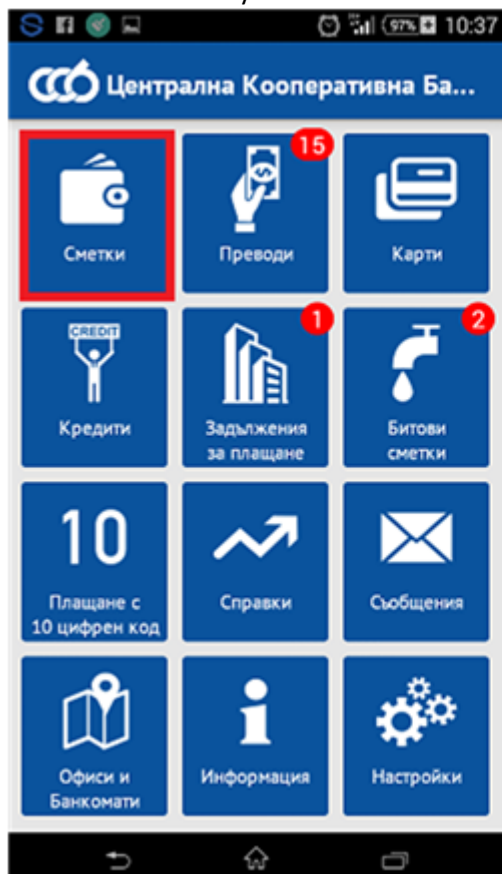 97% 10:37
ССБ Централна Кооперативна Ба...
Сметки
15
Преводи
Карти
CREDIT
Кредити
1
Задължения
за плащане
2
Битови
сметки
10
Плащане с
10 цифрен код
Справки
Съобщения
Офиси и
Банкомати
Информация
Настройки